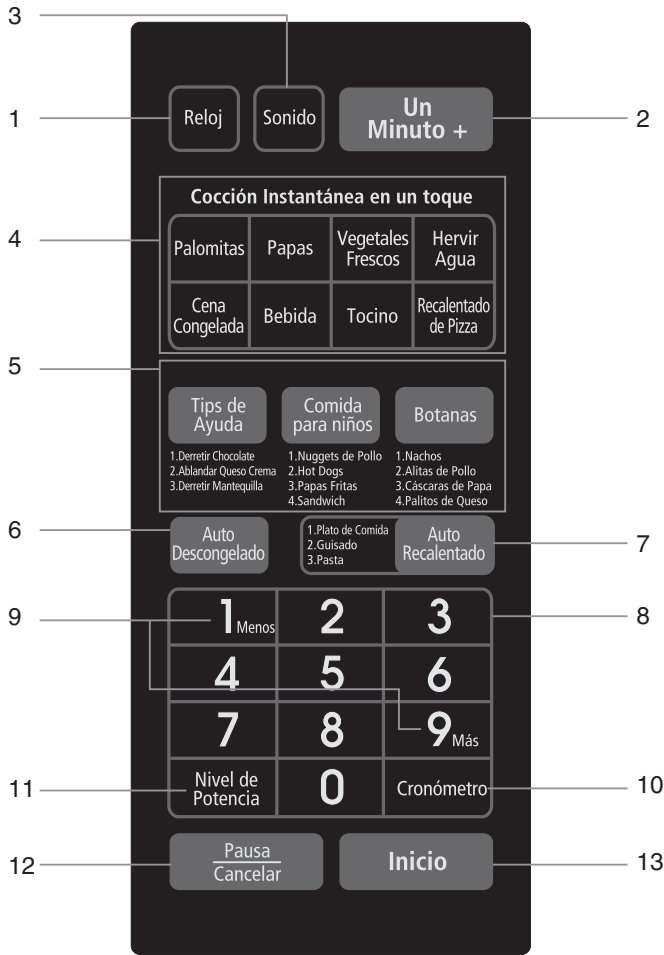 3
1
Reloj
Sonido
Un
Minuto +
2
Cocción Instantánea en un toque
4
Palomitas
Papas
Vegetales
Frescos
Hervir
Agua
Cena
Congelada
Bebida
Tocino
Recalentado
de Pizza
5
Tips de
Ayuda
1.Derretir Chocolate
2.Ablandar Queso Crema
3.Derretir Mantequilla
Comida
para niños
1.Nuggets de Pollo
2.Hot Dogs
3.Papas Fritas
4.Sandwich
Botanas
1.Nachos
2.Alitas de Pollo
3.Cáscaras de Papa
4.Palitos de Queso
6
Auto
Descongelado
1.Plato de Comida
2.Guisado
3.Pasta
Auto
Recalentado
7
9
1 Menos
2
3
8
4
5
6
7
8
9 Más
11
Nivel de
Potencia
0
Cronómetro
10
12
Pausa
Cancelar
Inicio
13